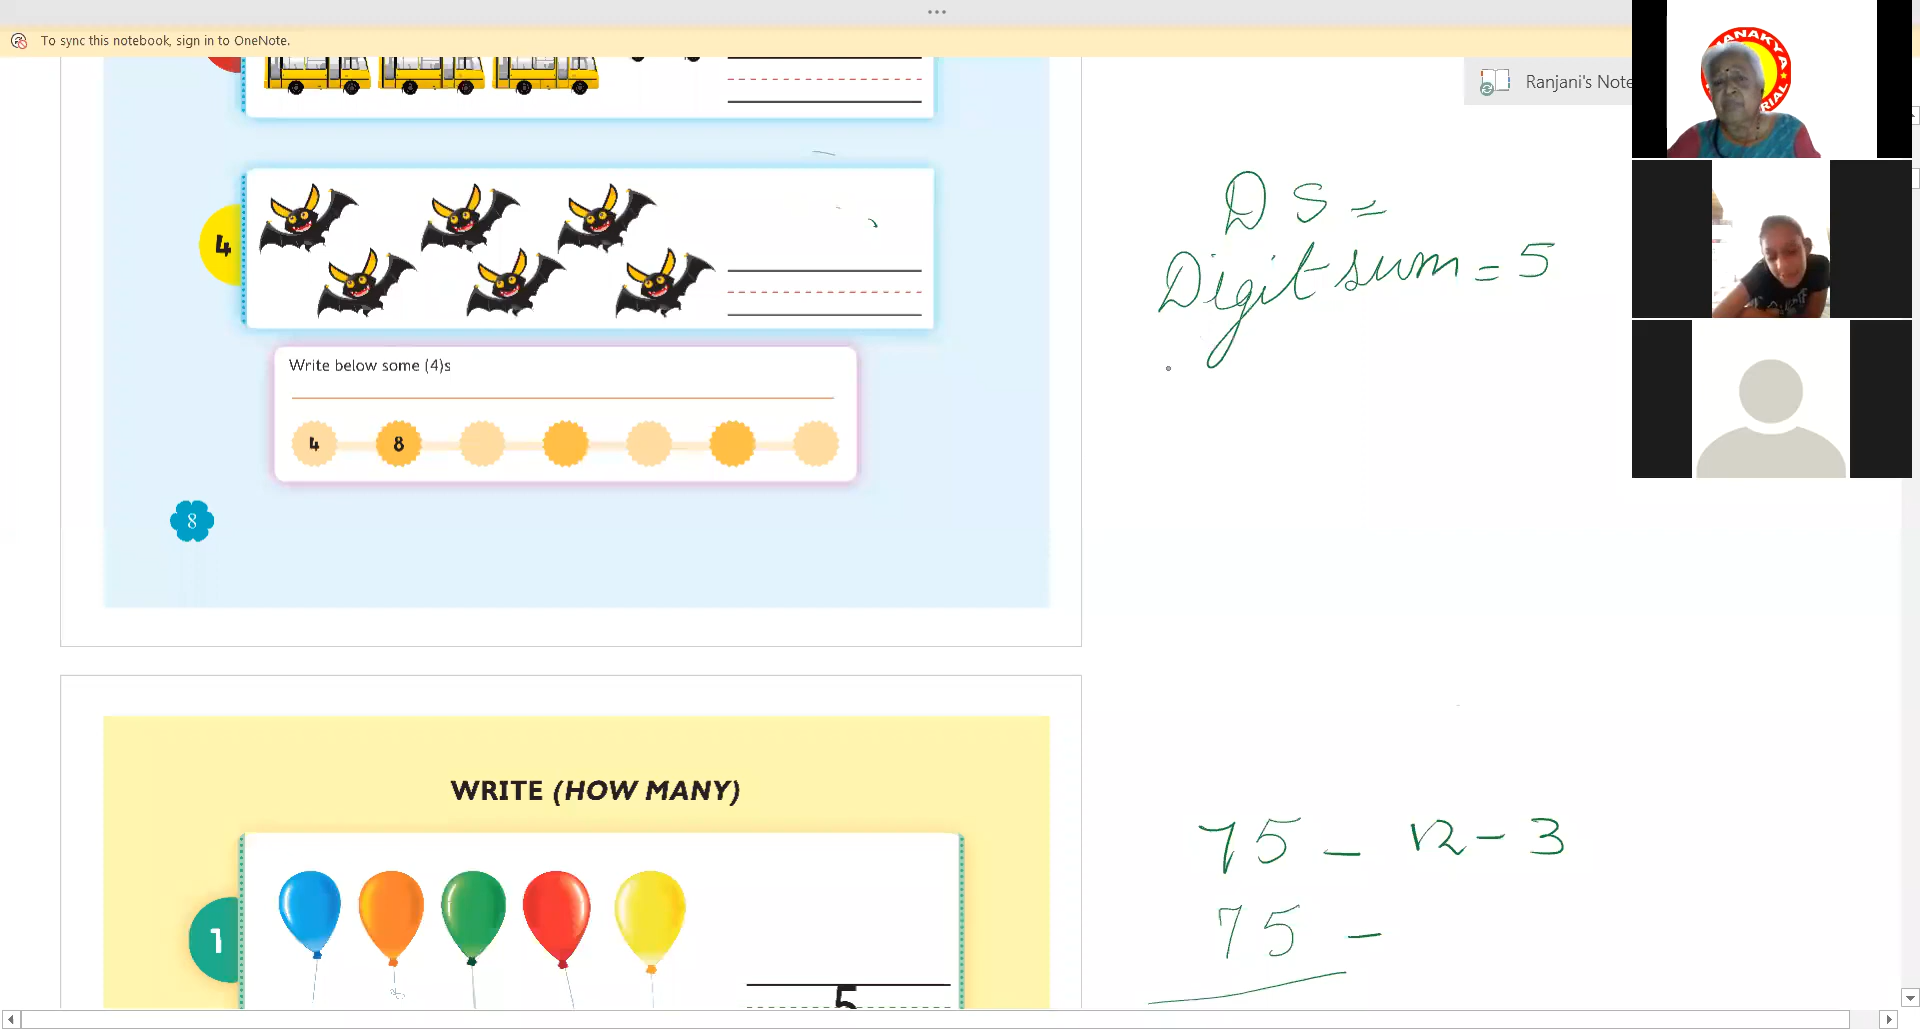 To sync this notebook, sign in to OneNote.
Ranjani's Note
D S =
Digit sum = 5
4
Write below some (4)s
4 8
8
WRITE (HOW MANY)
1
5
75 - 12 - 3
75 -